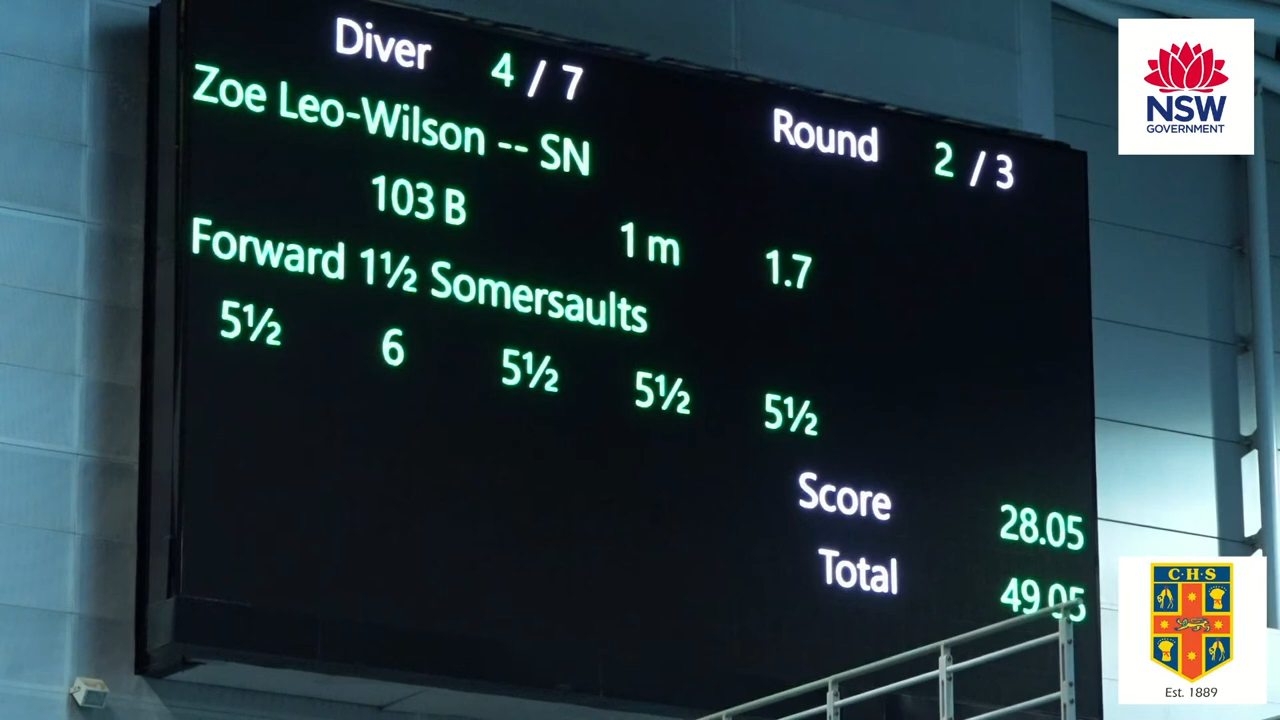 Diver 4 / 7
Zoe Leo-Wilson -- SN
Round 2 / 3
103 B 1 m 1.7
Forward 1½ Somersaults
5½ 6 5½ 5½ 5½
Score 28.05
Total 49.05
NSW
GOVERNMENT
C·H·S
Est. 1889